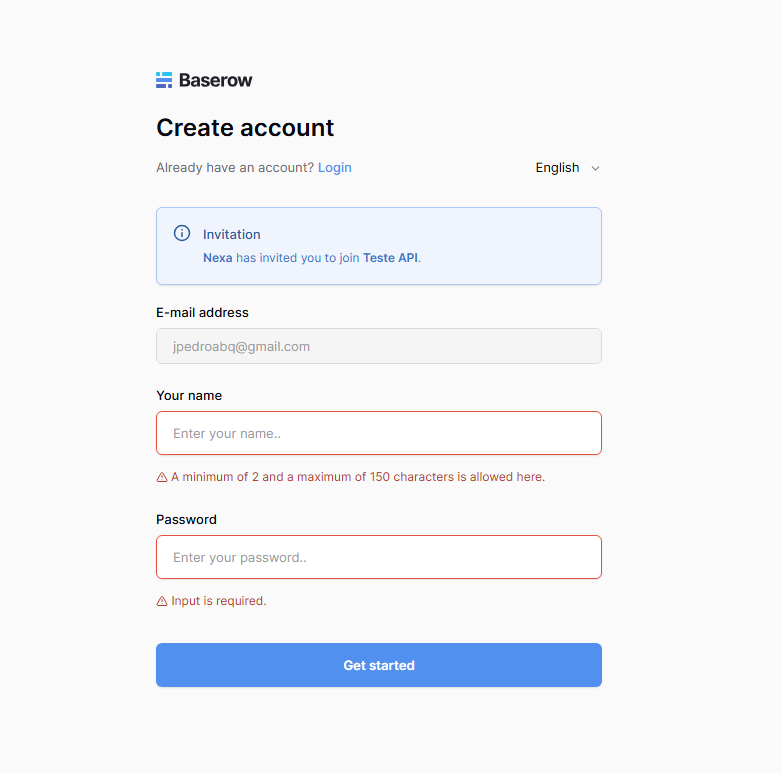 Baserow
Create account
Already have an account? Login
English
Invitation
Nexa has invited you to join Teste API.
E-mail address
jpedroabq@gmail.com
Your name
Enter your name..
A minimum of 2 and a maximum of 150 characters is allowed here.
Password
Enter your password..
Input is required.
Get started